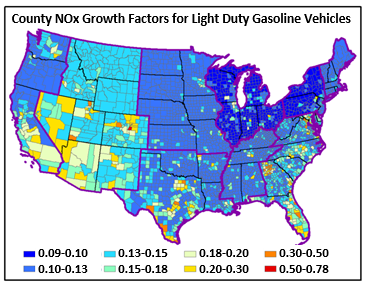 County NOx Growth Factors for Light Duty Gasoline Vehicles
0.09-0.10 0.13-0.15 0.18-0.20 0.30-0.50
0.10-0.13 0.15-0.18 0.20-0.30 0.50-0.78